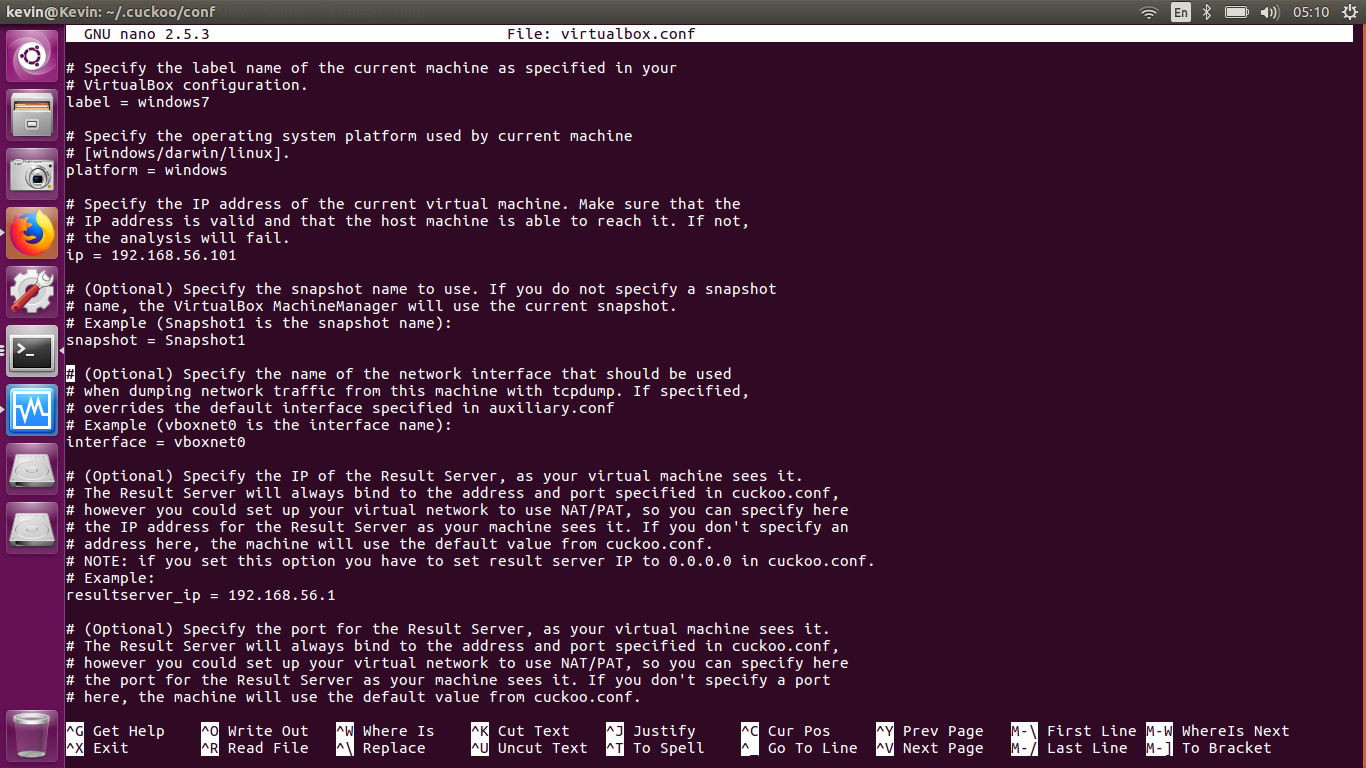 kevin@Kevin: ~/.cuckoo/conf
En
05:10
GNU nano 2.5.3 File: virtualbox.conf
# Specify the label name of the current machine as specified in your
# VirtualBox configuration.
label = windows7
# Specify the operating system platform used by current machine
# [windows/darwin/linux].
platform = windows
# Specify the IP address of the current virtual machine. Make sure that the
# IP address is valid and that the host machine is able to reach it. If not,
# the analysis will fail.
ip = 192.168.56.101
# (Optional) Specify the snapshot name to use. If you do not specify a snapshot
# name, the VirtualBox MachineManager will use the current snapshot.
# Example (Snapshot1 is the snapshot name):
snapshot = Snapshot1
# (Optional) Specify the name of the network interface that should be used
# when dumping network traffic from this machine with tcpdump. If specified,
# overrides the default interface specified in auxiliary.conf
# Example (vboxnet0 is the interface name):
interface = vboxnet0
# (Optional) Specify the IP of the Result Server, as your virtual machine sees it.
# The Result Server will always bind to the address and port specified in cuckoo.conf,
# however you could set up your virtual network to use NAT/PAT, so you can specify here
# the IP address for the Result Server as your machine sees it. If you don't specify an
# address here, the machine will use the default value from cuckoo.conf.
# NOTE: if you set this option you have to set result server IP to 0.0.0.0 in cuckoo.conf.
# Example:
resultserver_ip = 192.168.56.1
# (Optional) Specify the port for the Result Server, as your virtual machine sees it.
# The Result Server will always bind to the address and port specified in cuckoo.conf,
# however you could set up your virtual network to use NAT/PAT, so you can specify here
# the port for the Result Server as your machine sees it. If you don't specify a port
# here, the machine will use the default value from cuckoo.conf.
^G Get Help ^O Write Out ^W Where Is ^K Cut Text ^J Justify ^C Cur Pos ^Y Prev Page M-\ First Line M-W WhereIs Next
^X Exit ^R Read File ^\ Replace ^U Uncut Text ^T To Spell ^_ Go To Line ^V Next Page M-/ Last Line M-] To Bracket